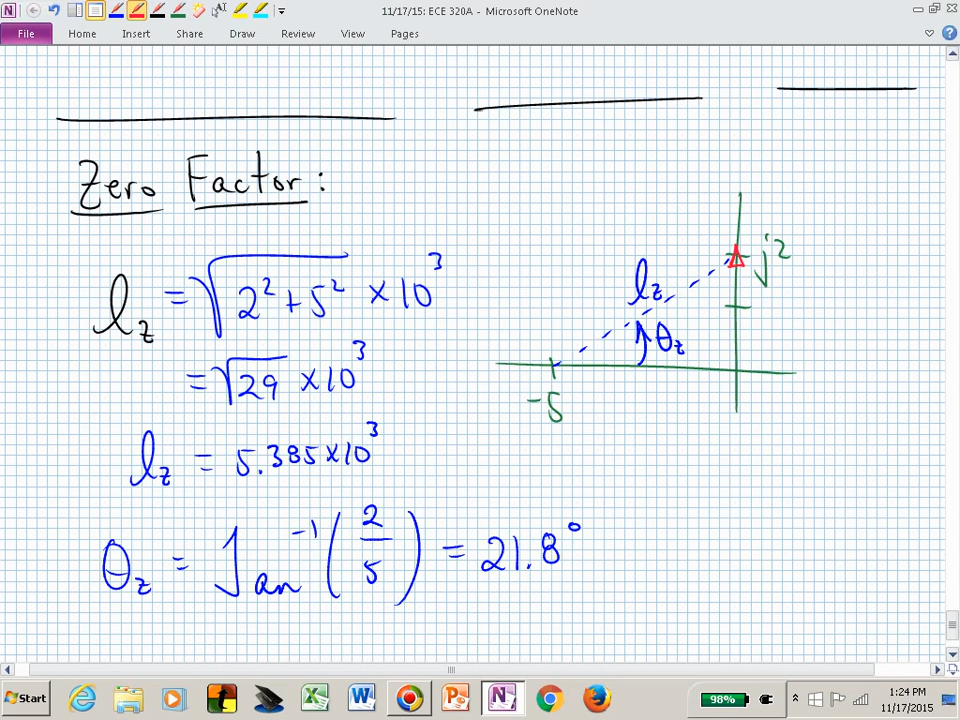 11/17/15: ECE 320A - Microsoft OneNote
File Home Insert Share Draw Review View Pages
Zero Factor:
l_z = √(2² + 5²) × 10³
= √29 × 10³
l_z = 5.385 × 10³
θ_z = tan⁻¹(2/5) = 21.8°
j2
l_z
θ_z
-5
Start
98%
1:24 PM
11/17/2015